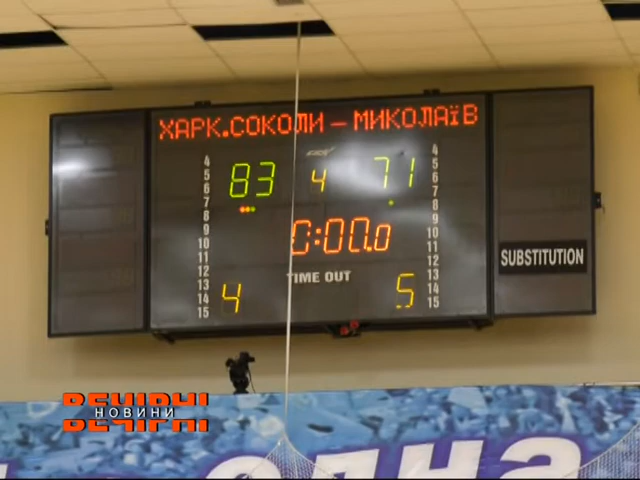 ХАРК.СОКОЛИ – МИКОЛАЇВ
4 4
5 83 4 71 5
6 6
7 7
8 8
9 9
10 0:00.0 10
11 11
12 TIME OUT 12
13 13
14 4 5 14
15 15
SUBSTITUTION
ВЕЧІРНІ
НОВИНИ
ВЕЧІРНІ
одна